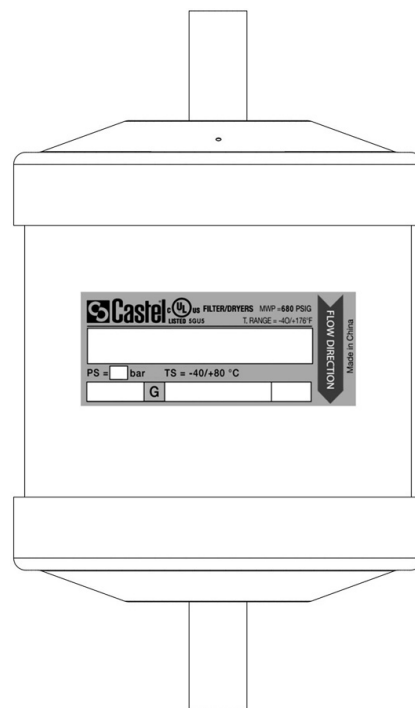 Castel c UL us FILTER/DRYERS MWP =680 PSIG
LISTED SGU5 T, RANGE = -40/+176°F
PS = bar TS = -40/+80 °C
G
FLOW DIRECTION
Made in China